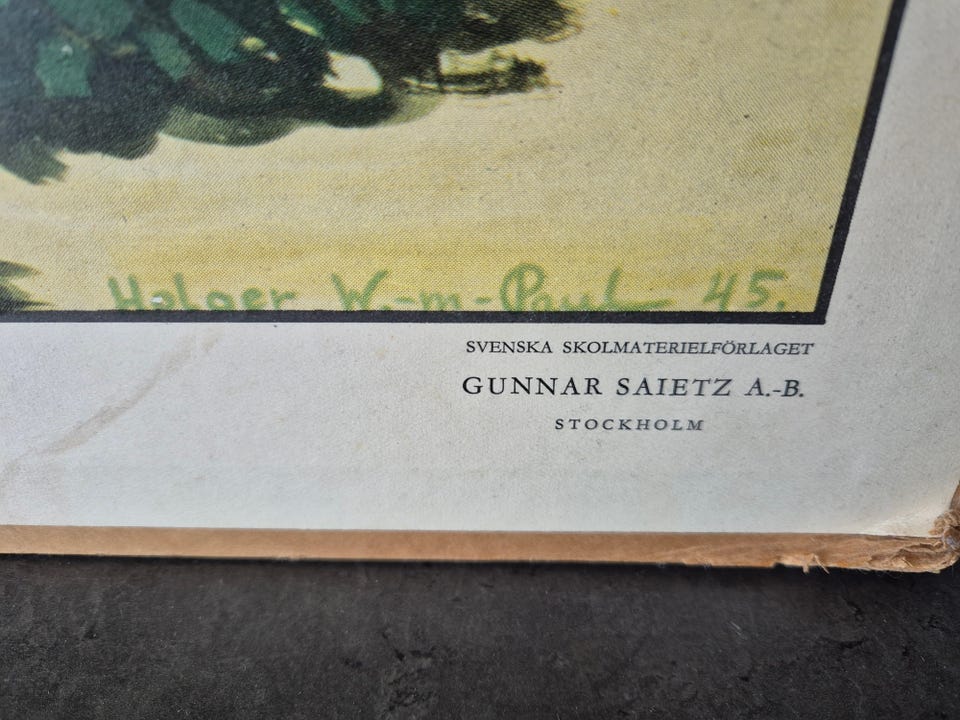 Holger W.-m-Paul 45.
SVENSKA SKOLMATERIELFÖRLAGET
GUNNAR SAIETZ A.-B.
STOCKHOLM